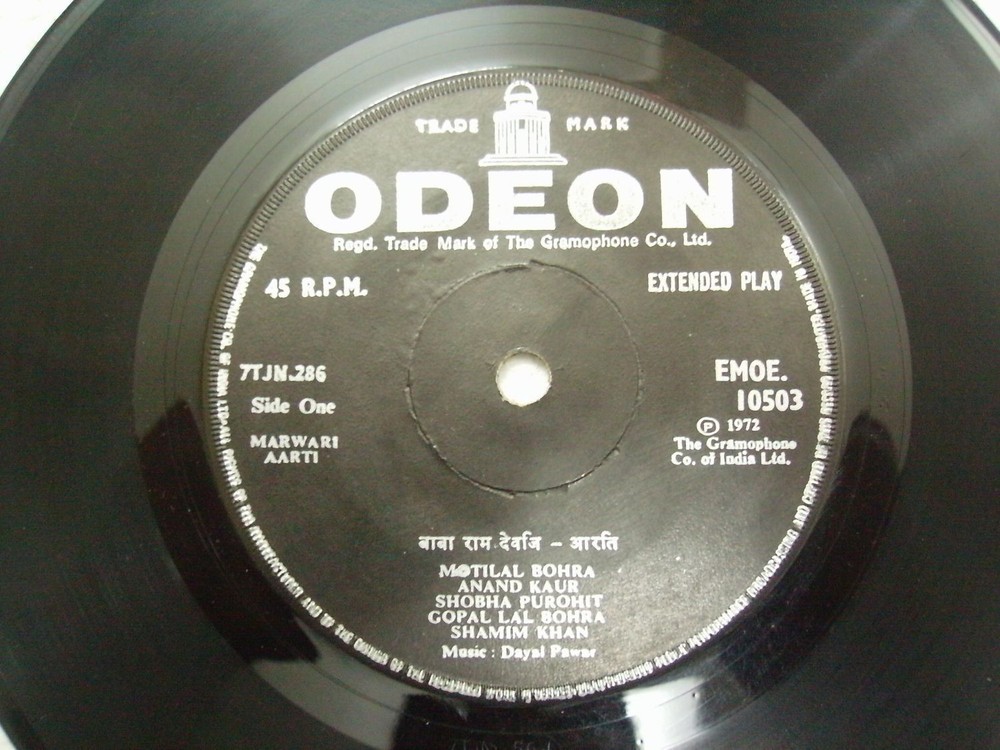 TRADE MARK
ODEON
Regd. Trade Mark of The Gramophone Co., Ltd.
45 R.P.M.
EXTENDED PLAY
7TJN.286
Side One
MARWARI
AARTI
EMOE.
10503
Ⓟ 1972
The Gramophone
Co. of India Ltd.
बाबा राम देवजि – आरति
MOTILAL BOHRA
ANAND KAUR
SHOBHA PUROHIT
GOPAL LAL BOHRA
SHAMIM KHAN
Music : Dayal Pawar